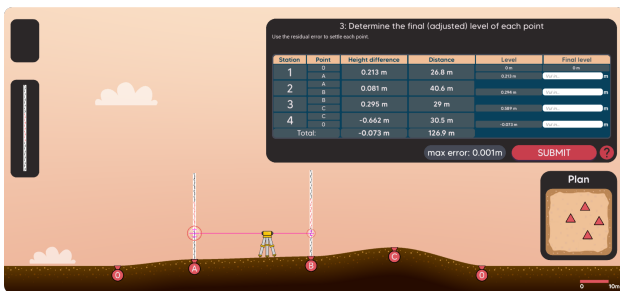 3: Determine the final (adjusted) level of each point
Use the residual error to settle each point.
Station Point Height difference Distance Level Final level
0 0 m 0 m
1 0.213 m 26.8 m
A 0.213 m m
2 A 0.081 m 40.6 m
B 0.294 m m
3 B 0.295 m 29 m
C 0.589 m m
4 C -0.662 m 30.5 m
0 -0.073 m m
Total: -0.073 m 126.9 m
max error: 0.001m SUBMIT ?
Plan
0 A B C 0
0 10m